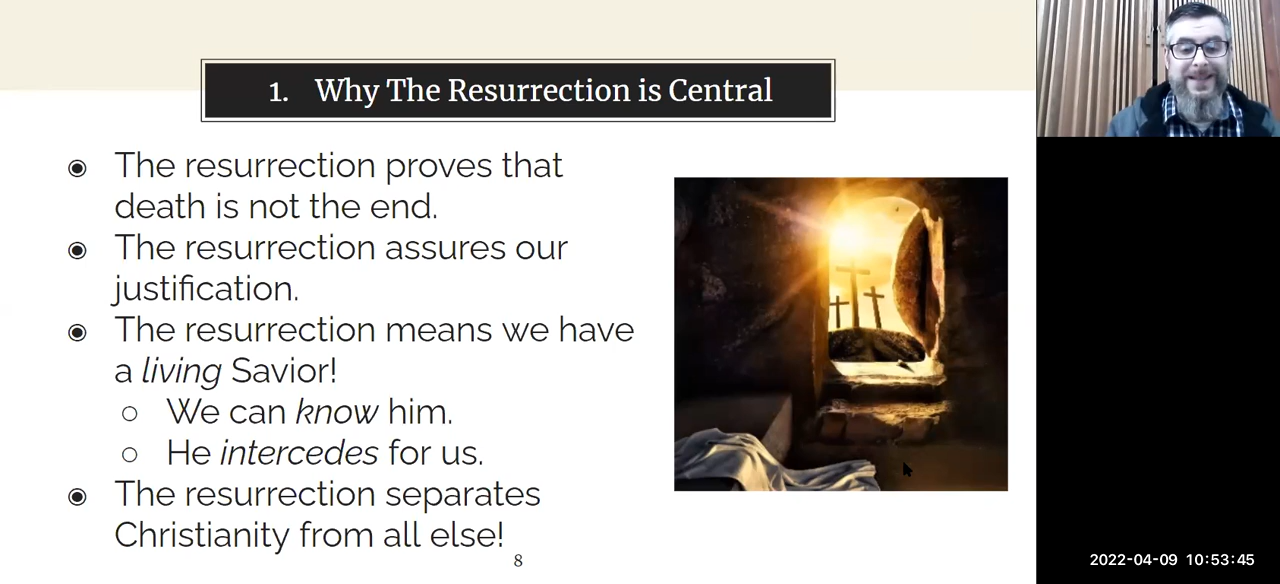 1. Why The Resurrection is Central
◉ The resurrection proves that
death is not the end.
◉ The resurrection assures our
justification.
◉ The resurrection means we have
a living Savior!
○ We can know him.
○ He intercedes for us.
◉ The resurrection separates
Christianity from all else!
8
2022-04-09 10:53:45